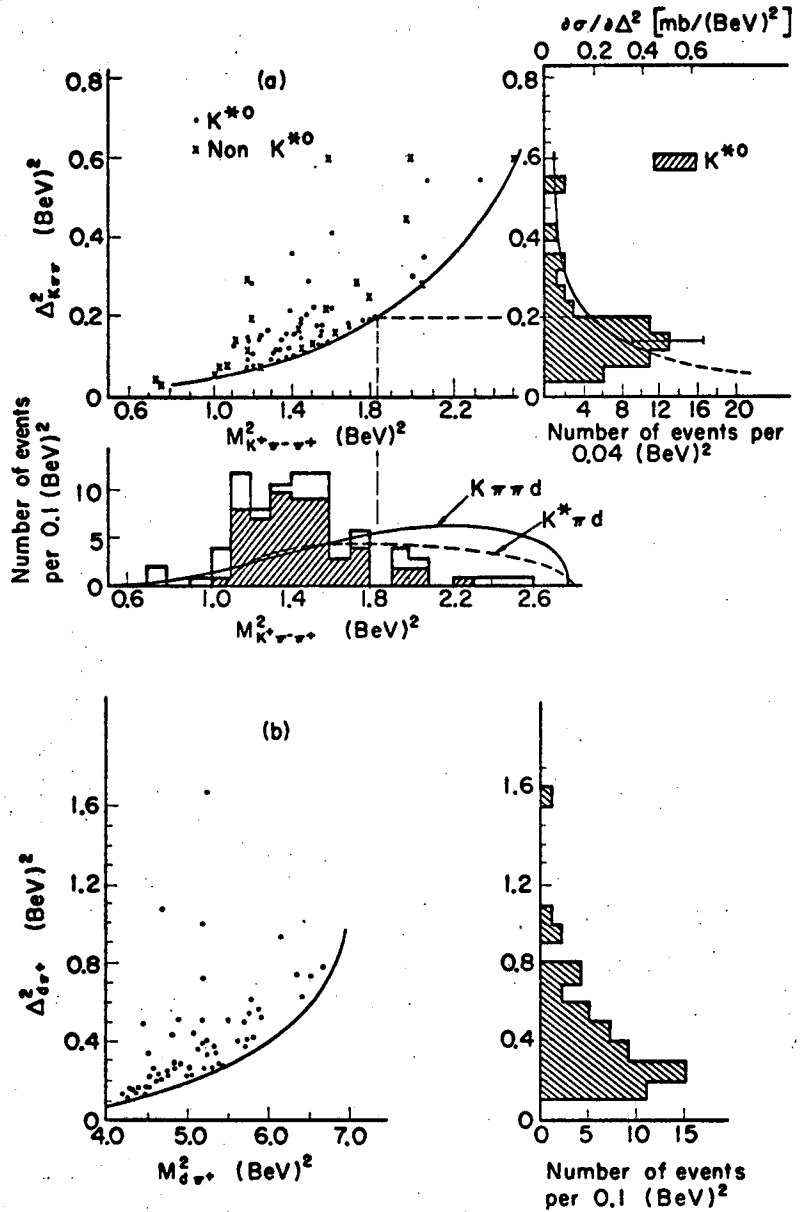 ∂σ/∂Δ² [mb/(BeV)²]
0 0.2 0.4 0.6
(a)
• K*⁰
x Non K*⁰
K*⁰
Δ²Kππ (BeV)²
0.8
0.6
0.4
0.2
0
0.6 1.0 1.4 1.8 2.2
M²K⁺π⁻π⁺ (BeV)²
0.8
.6
0.4
0.2
0
4 8 12 16 20
Number of events per
0.04 (BeV)²
Number of events
per 0.1 (BeV)²
10
5
0
Kππd
K*πd
0.6 1.0 1.4 1.8 2.2 2.6
M²K⁺π⁻π⁺ (BeV)²
(b)
Δ²dπ⁺ (BeV)²
1.6
1.2
0.8
0.4
0
4.0 5.0 6.0 7.0
M²dπ⁺ (BeV)²
1.6
1.2
0.8
0.4
0
0 5 10 15
Number of events
per 0.1 (BeV)²